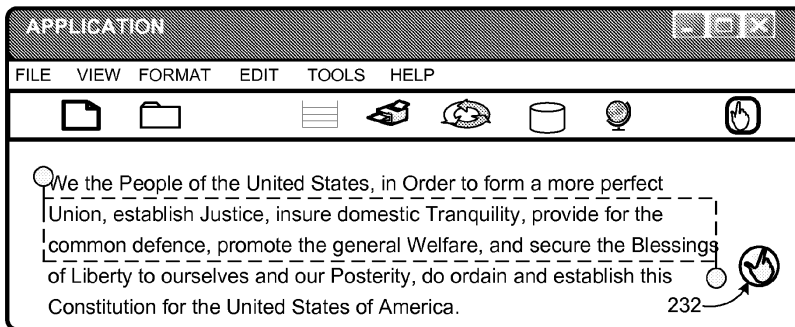 APPLICATION
FILE VIEW FORMAT EDIT TOOLS HELP
We the People of the United States, in Order to form a more perfect
Union, establish Justice, insure domestic Tranquility, provide for the
common defence, promote the general Welfare, and secure the Blessings
of Liberty to ourselves and our Posterity, do ordain and establish this
Constitution for the United States of America.
232